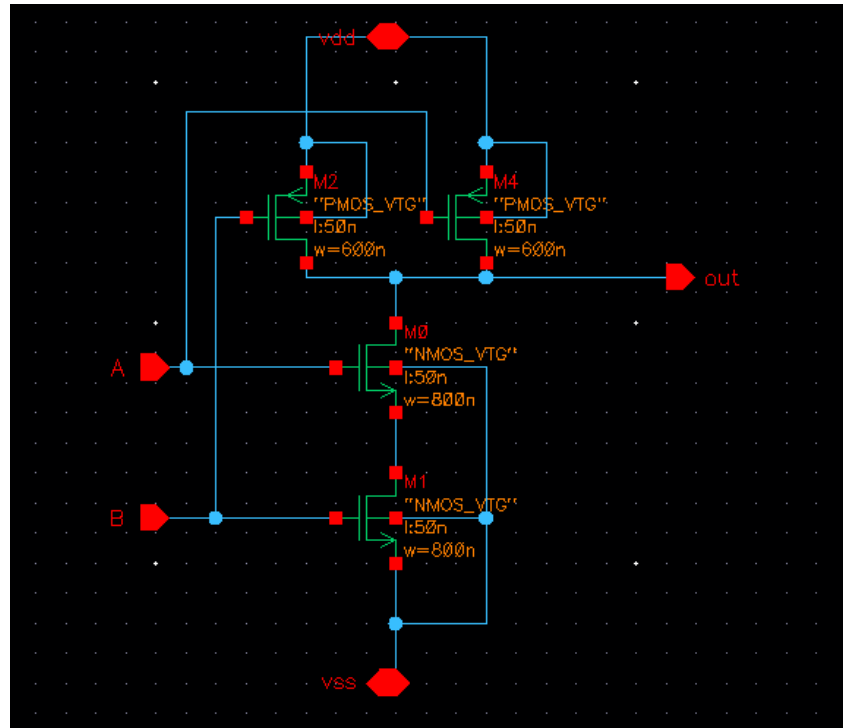 vdd
M2
"PMOS_VTG"
l:50n
w=600n
M4
"PMOS_VTG"
l:50n
w=600n
out
M0
"NMOS_VTG"
l:50n
w=800n
A
M1
"NMOS_VTG"
l:50n
w=800n
B
vss